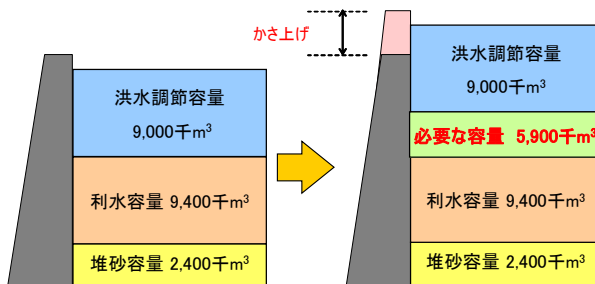 かさ上げ
洪水調節容量
9,000千m³
利水容量 9,400千m³
堆砂容量 2,400千m³
洪水調節容量
9,000千m³
必要な容量 5,900千m³
利水容量 9,400千m³
堆砂容量 2,400千m³